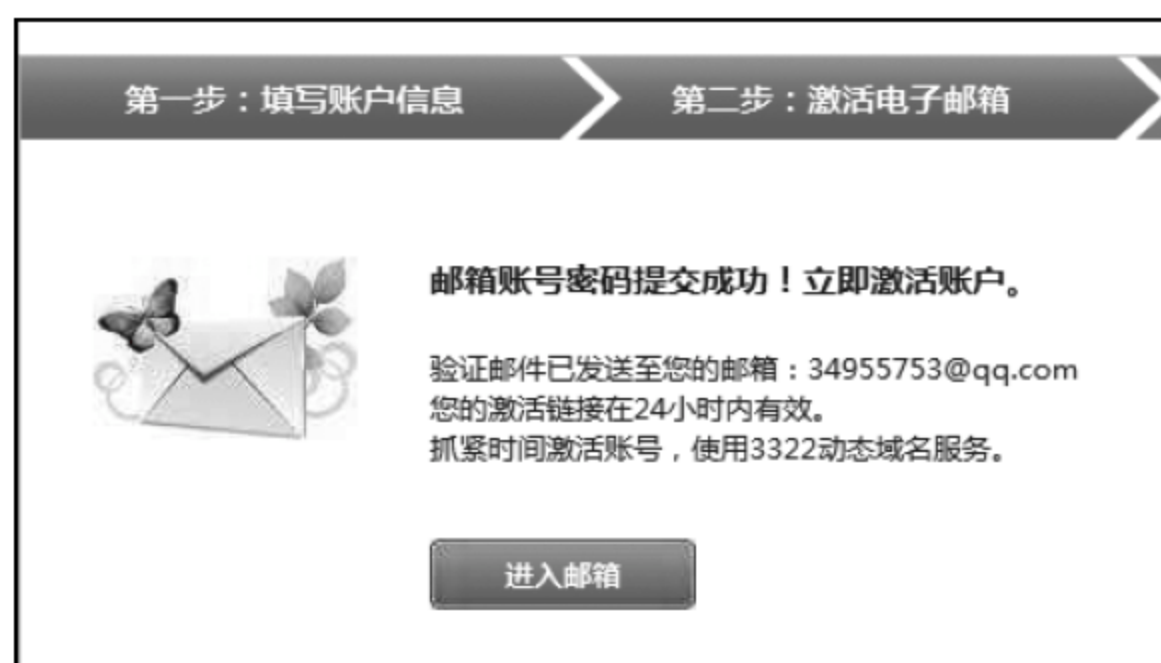 第一步：填写账户信息
第二步：激活电子邮箱
邮箱账号密码提交成功！立即激活账户。
验证邮件已发送至您的邮箱：34955753@qq.com
您的激活链接在24小时内有效。
抓紧时间激活账号，使用3322动态域名服务。
进入邮箱